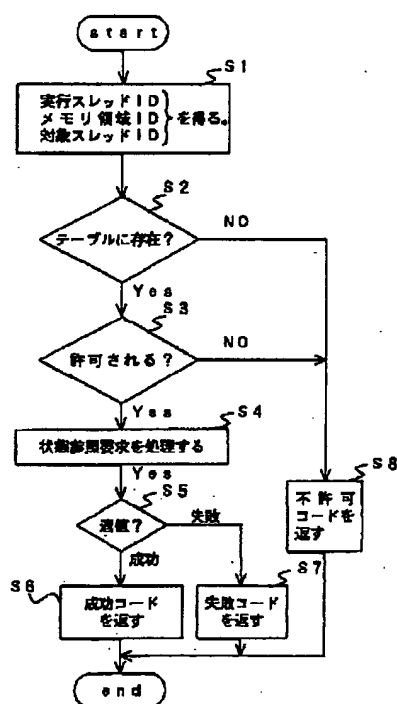 start
S1
実行スレッドID
メモリ領域ID
対象スレッドID
を得る。
S2
テーブルに存在?
NO
Yes
S3
許可される?
NO
Yes
S4
状態参照要求を処理する
Yes
S5
返値?
失敗
成功
S8
不許可
コードを
返す
S6
成功コード
を返す
S7
失敗コード
を返す
end